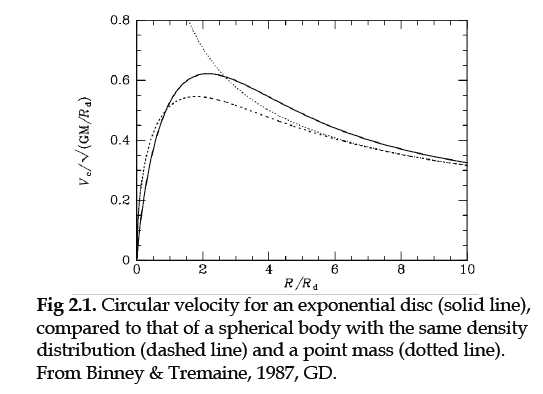 0.8
0.6
0.4
0.2
0
V_c/√(GM/R_d)
0 2 4 6 8 10
R/R_d
Fig 2.1. Circular velocity for an exponential disc (solid line),
compared to that of a spherical body with the same density
distribution (dashed line) and a point mass (dotted line).
From Binney & Tremaine, 1987, GD.